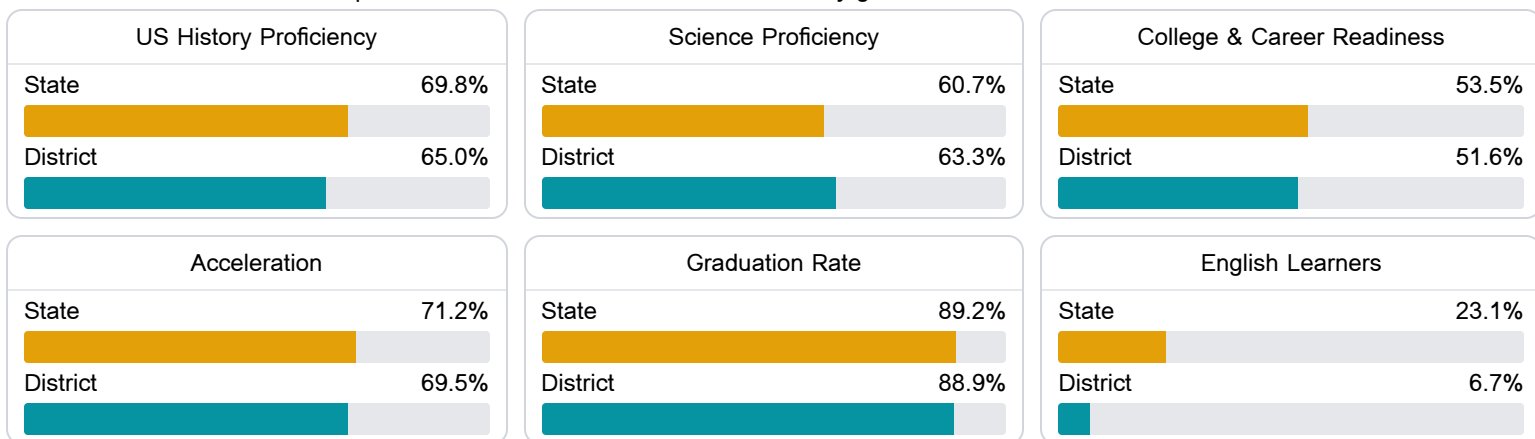 US History Proficiency
State 69.8%
District 65.0%
Science Proficiency
State 60.7%
District 63.3%
College & Career Readiness
State 53.5%
District 51.6%
Acceleration
State 71.2%
District 69.5%
Graduation Rate
State 89.2%
District 88.9%
English Learners
State 23.1%
District 6.7%